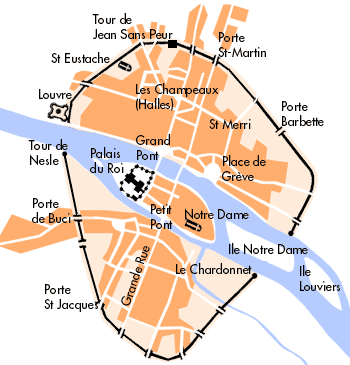 Tour de
Jean Sans Peur
Porte
St-Martin
St Eustache
Les Champeaux
(Halles)
Louvre
Porte
Barbette
St Merri
Tour de
Nesle
Grand
Pont
Palais
du Roi
Place de
Grève
Porte
de Buci
Petit
Pont
Notre Dame
Ile Notre Dame
Grande Rue
Le Chardonnet
Ile
Louviers
Porte
St Jacques